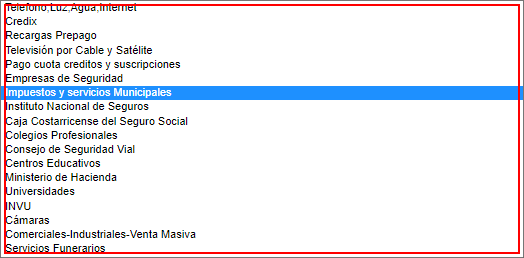 Teléfono,Luz,Agua,Internet
Credix
Recargas Prepago
Televisión por Cable y Satélite
Pago cuota creditos y suscripciones
Empresas de Seguridad
Impuestos y servicios Municipales
Instituto Nacional de Seguros
Caja Costarricense del Seguro Social
Colegios Profesionales
Consejo de Seguridad Vial
Centros Educativos
Ministerio de Hacienda
Universidades
INVU
Cámaras
Comerciales-Industriales-Venta Masiva
Servicios Funerarios